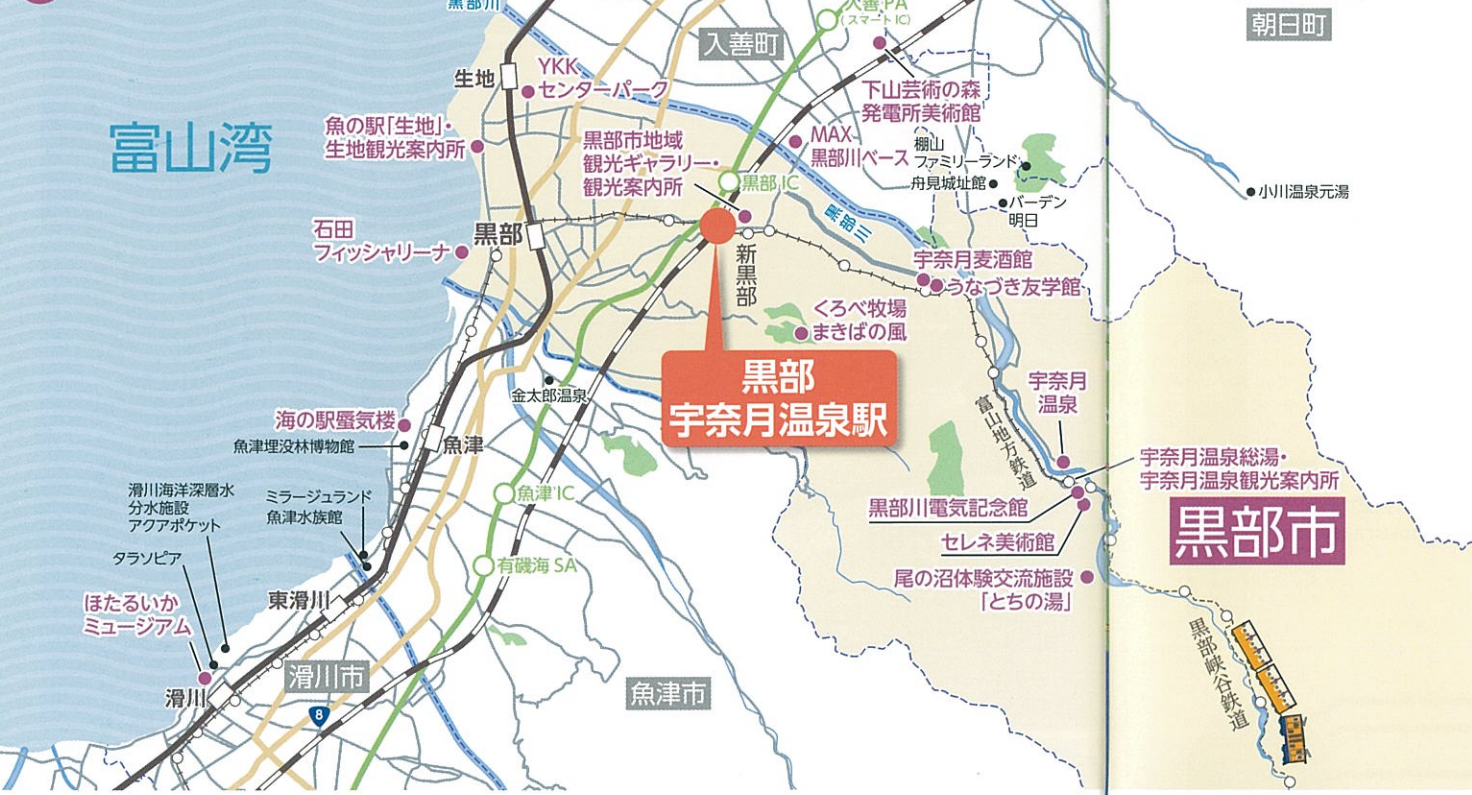 黒部川
入善PA
(スマートIC)
入善町
朝日町
生地
YKK
センターパーク
下山芸術の森
発電所美術館
富山湾
魚の駅「生地」・
生地観光案内所
黒部市地域
観光ギャラリー・
観光案内所
MAX
黒部川ベース
棚山
ファミリーランド
舟見城址館
バーデン
明日
小川温泉元湯
黒部IC
黒部川
石田
フィッシャリーナ
黒部
新黒部
宇奈月麦酒館
うなづき友学館
くろべ牧場
まきばの風
黒部
宇奈月温泉駅
金太郎温泉
宇奈月
温泉
富山地方鉄道
海の駅蜃気楼
魚津埋没林博物館
魚津
宇奈月温泉総湯・
宇奈月温泉観光案内所
滑川海洋深層水
分水施設
アクアポケット
ミラージュランド
魚津水族館
魚津IC
黒部川電気記念館
黒部市
セレネ美術館
タラソピア
有磯海SA
尾の沼体験交流施設
「とちの湯」
ほたるいか
ミュージアム
東滑川
黒部峡谷鉄道
滑川市
滑川
魚津市
8